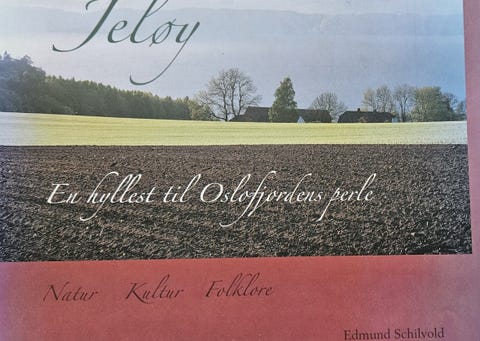 Jeløy
En hyllest til Oslofjordens perle
Natur Kultur Folklore
Edmund Schilvold